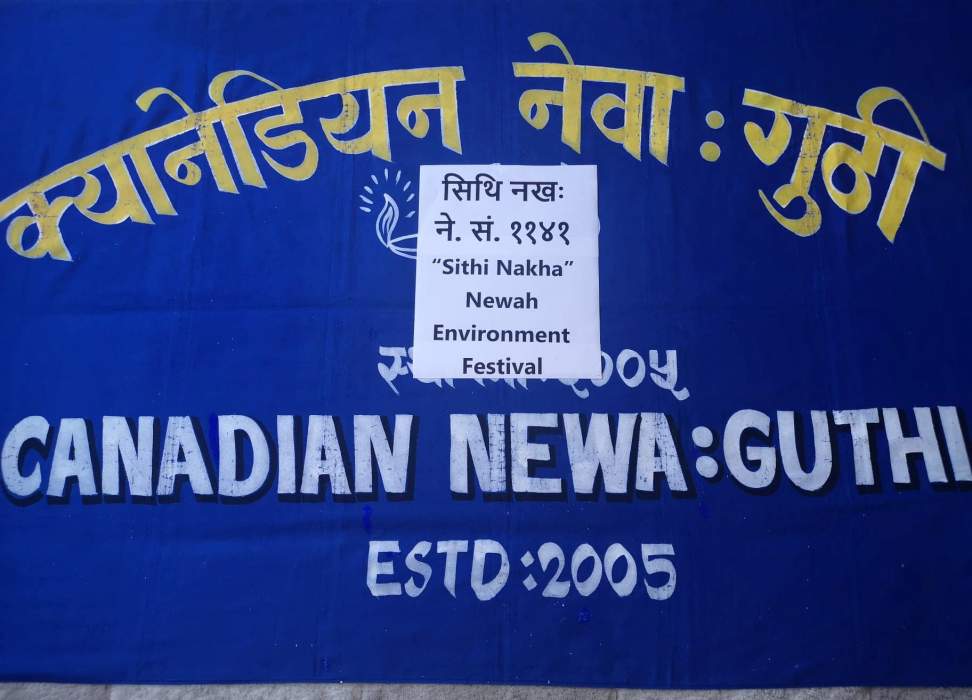 क्यानेडियन नेवा : गुठी
सिथि नखः
ने. सं. ११४१
“Sithi Nakha”
Newah
Environment
Festival
CANADIAN NEWA:GUTHI
ESTD:2005